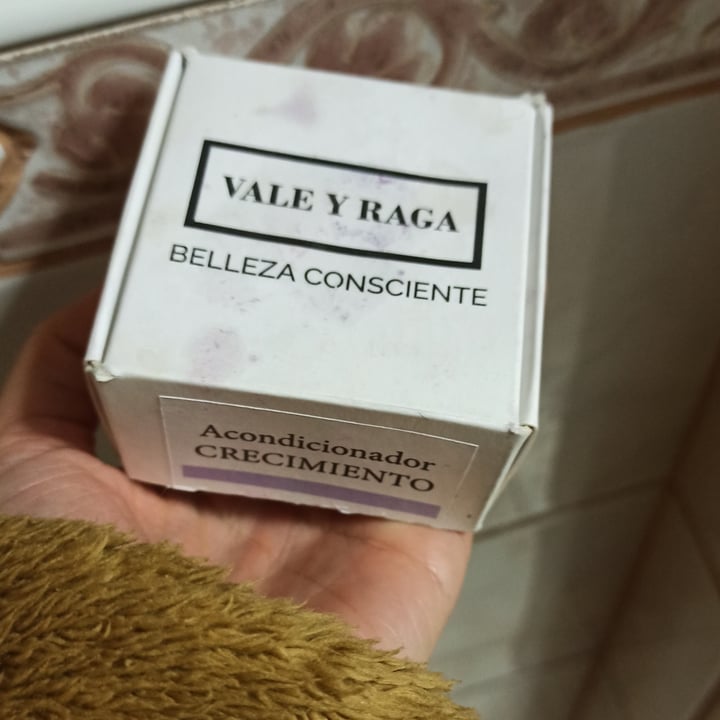 VALE Y RAGA
BELLEZA CONSCIENTE
Acondicionador
CRECIMIENTO